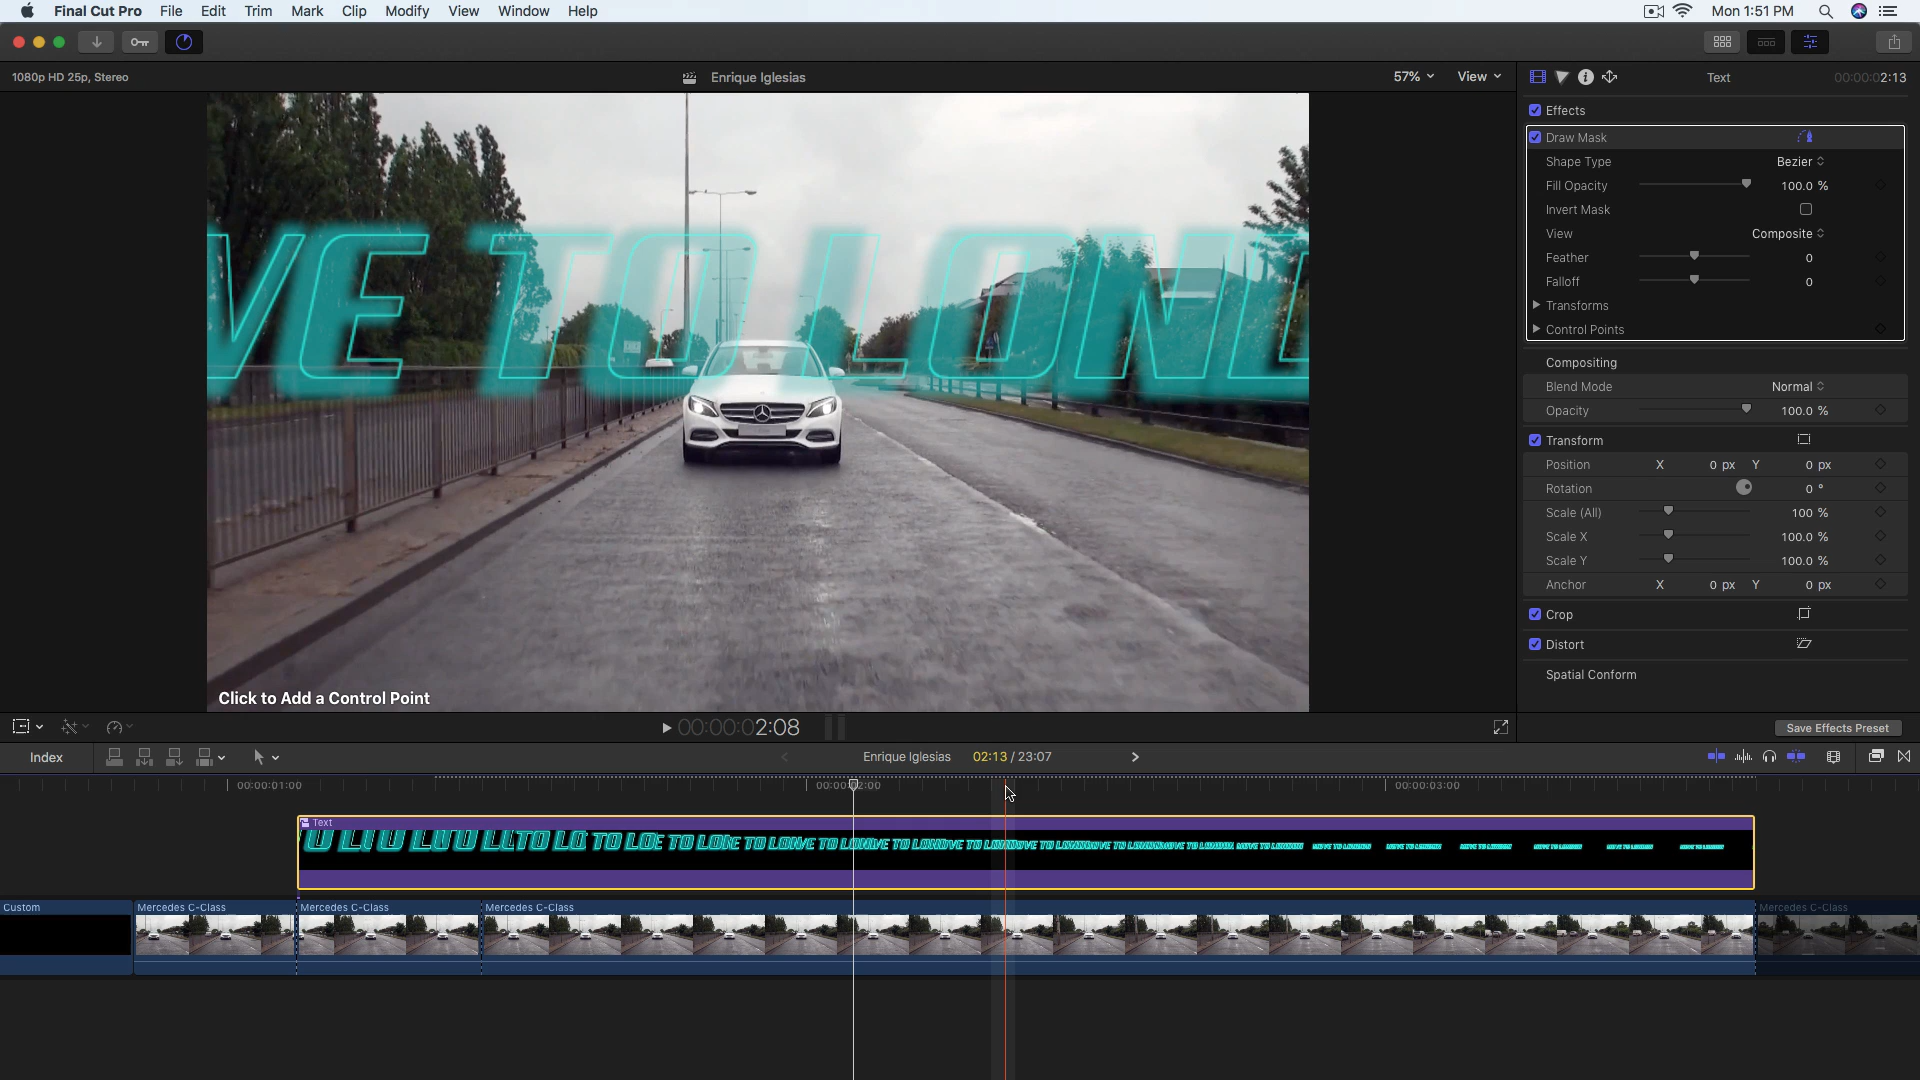 Final Cut Pro File Edit Trim Mark Clip Modify View Window Help Mon 1:51 PM
1080p HD 25p, Stereo Enrique Iglesias 57% View Text 00:00:02:13
Effects
Draw Mask
Shape Type Bezier
Fill Opacity 100.0 %
Invert Mask
View Composite
Feather 0
Falloff 0
Transforms
Control Points
Compositing
Blend Mode Normal
Opacity 100.0 %
Transform
Position X 0 px Y 0 px
Rotation 0 °
Scale (All) 100 %
Scale X 100.0 %
Scale Y 100.0 %
Anchor X 0 px Y 0 px
Crop
Distort
Spatial Conform
VE TO LOND
Click to Add a Control Point
00:00:02:08 Save Effects Preset
Index Enrique Iglesias 02:13 / 23:07
00:00:01:00 00:00:02:00 00:00:03:00
Text
Custom Mercedes C-Class Mercedes C-Class Mercedes C-Class Mercedes C-Class